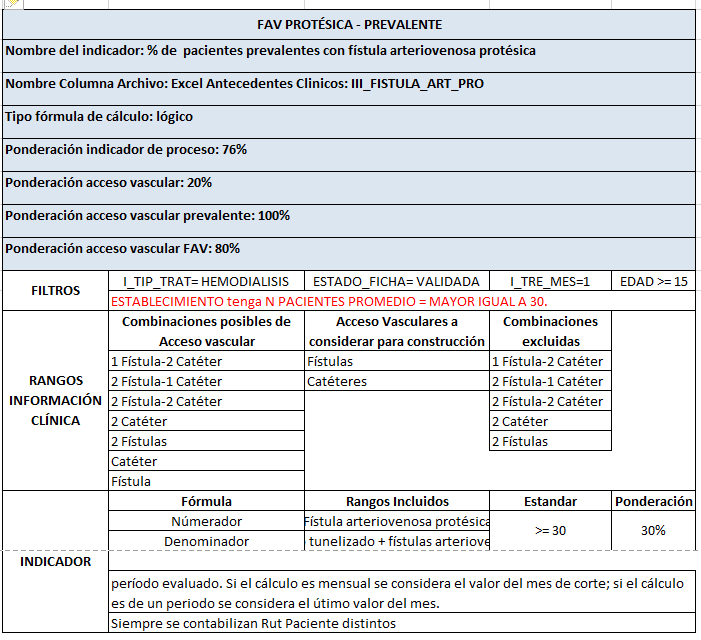 FAV PROTÉSICA - PREVALENTE
Nombre del indicador: % de pacientes prevalentes con fístula arteriovenosa protésica
Nombre Columna Archivo: Excel Antecedentes Clinicos: III_FISTULA_ART_PRO
Tipo fórmula de cálculo: lógico
Ponderación indicador de proceso: 76%
Ponderación acceso vascular: 20%
Ponderación acceso vascular prevalente: 100%
Ponderación acceso vascular FAV: 80%
FILTROS
I_TIP_TRAT= HEMODIALISIS
ESTADO_FICHA= VALIDADA
I_TRE_MES=1
EDAD >= 15
ESTABLECIMIENTO tenga N PACIENTES PROMEDIO = MAYOR IGUAL A 30.
RANGOS
INFORMACIÓN
CLÍNICA
Combinaciones posibles de
Acceso vascular
Acceso Vasculares a
considerar para construcción
Combinaciones
excluidas
1 Fístula-2 Catéter
Fístulas
1 Fístula-2 Catéter
2 Fístula-1 Catéter
Catéteres
2 Fístula-1 Catéter
2 Fístula-2 Catéter
2 Fístula-2 Catéter
2 Catéter
2 Catéter
2 Fístulas
2 Fístulas
Catéter
Fístula
INDICADOR
Fórmula
Rangos Incluidos
Estandar
Ponderación
Númerador
Fístula arteriovenosa protésica
>= 30
30%
Denominador
tunelizado + fístulas arteriove
período evaluado. Si el cálculo es mensual se considera el valor del mes de corte; si el cálculo
es de un periodo se considera el útimo valor del mes.
Siempre se contabilizan Rut Paciente distintos